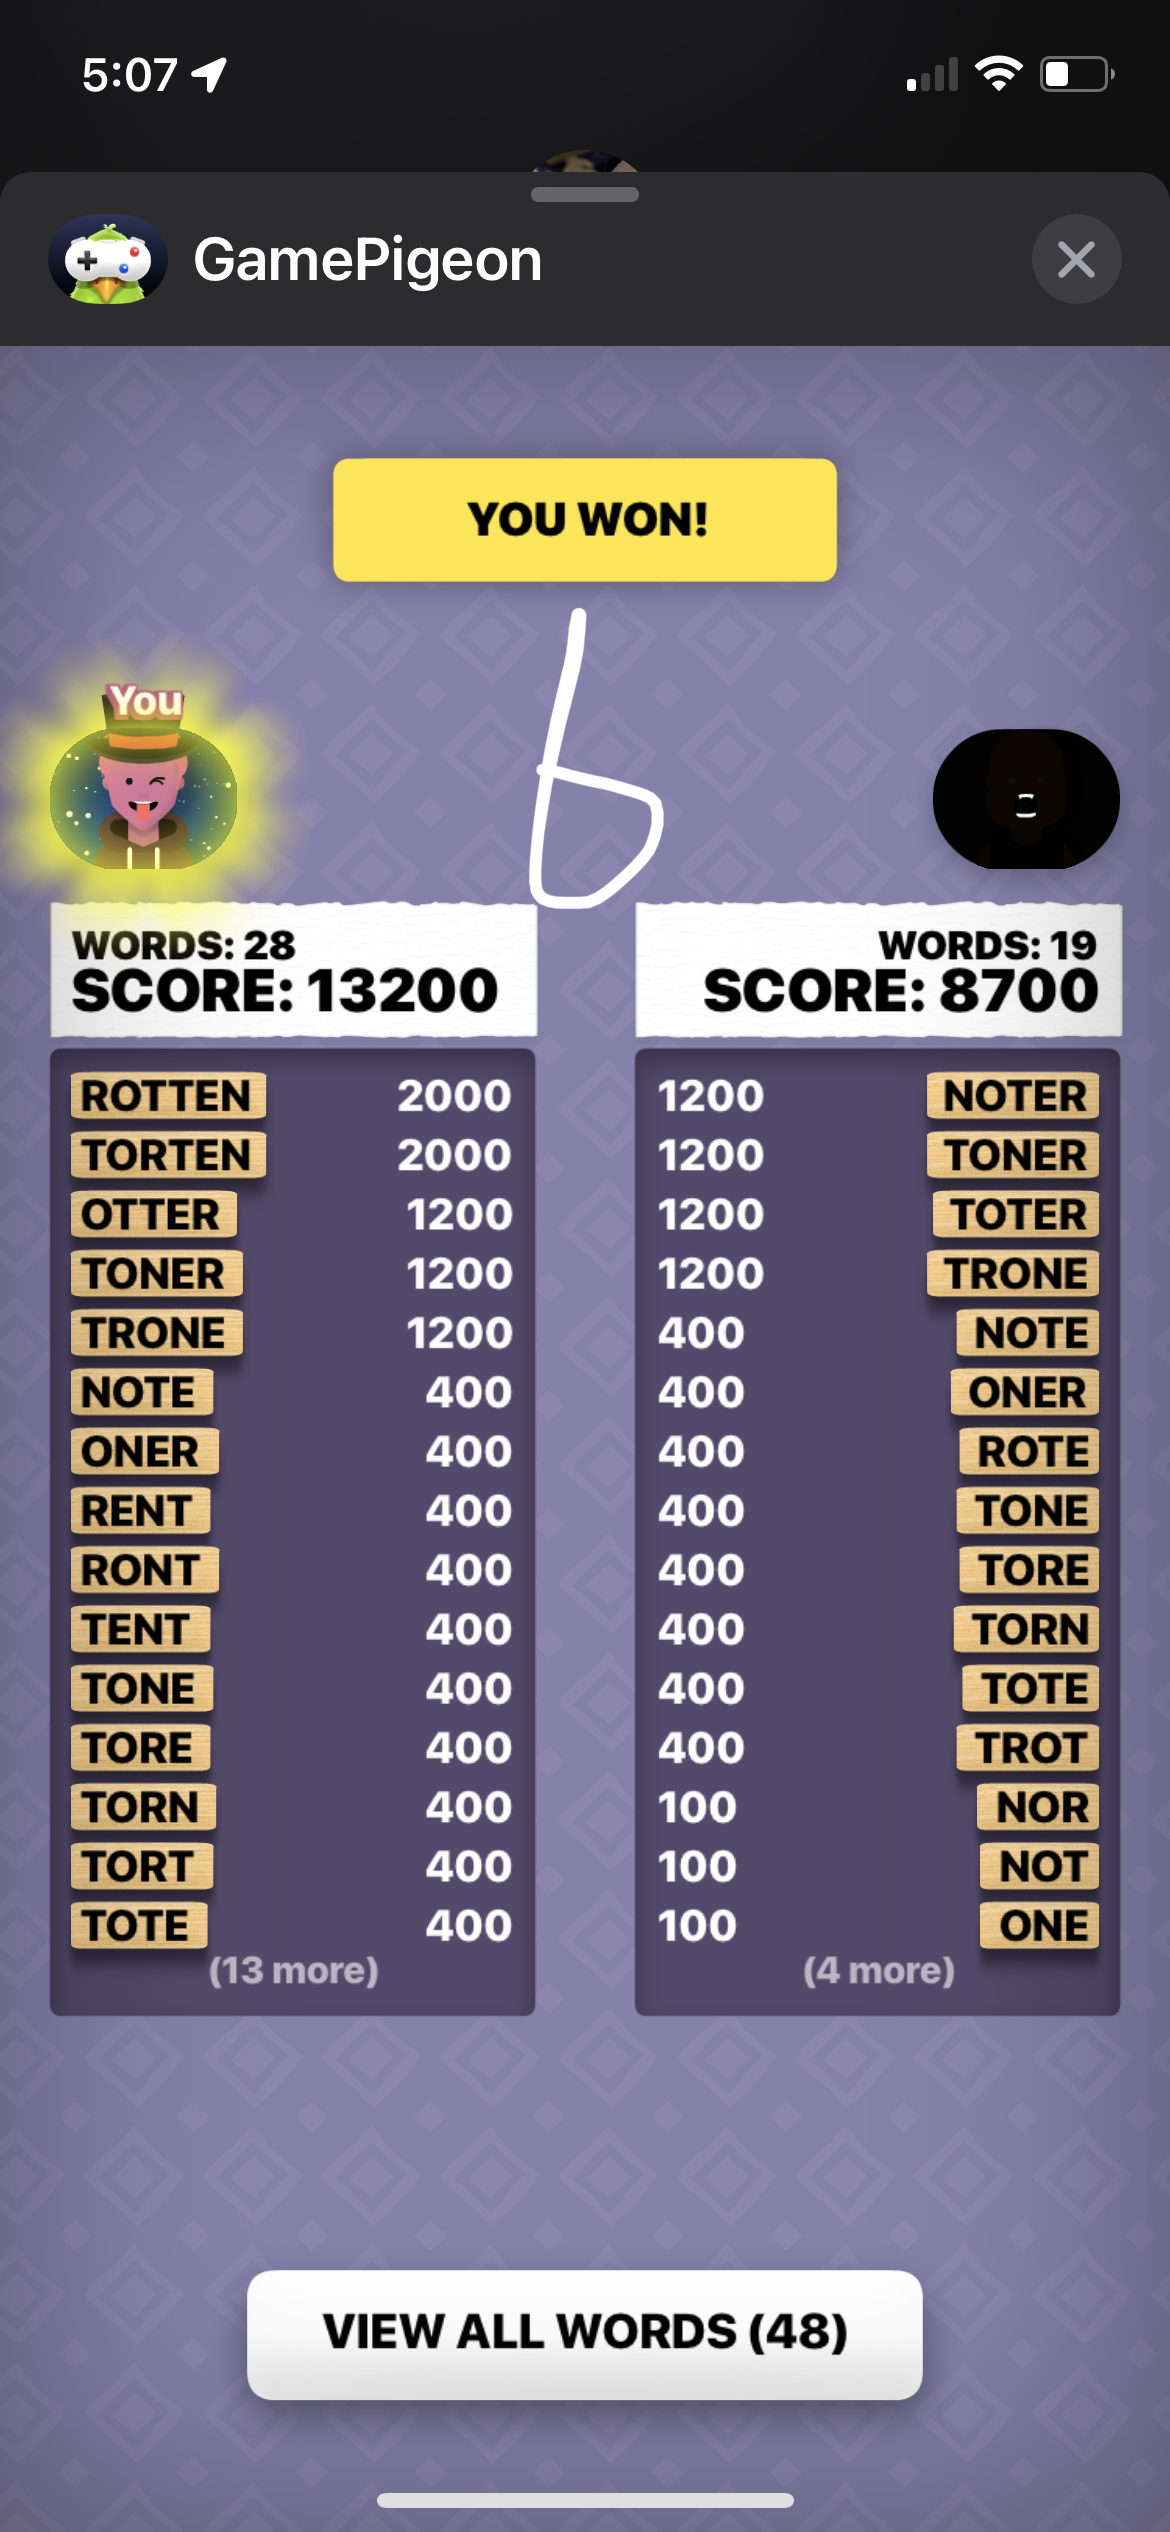 5:07
GamePigeon
YOU WON!
6
You
WORDS: 28
SCORE: 13200
WORDS: 19
SCORE: 8700
ROTTEN 2000
TORTEN 2000
OTTER 1200
TONER 1200
TRONE 1200
NOTE 400
ONER 400
RENT 400
RONT 400
TENT 400
TONE 400
TORE 400
TORN 400
TORT 400
TOTE 400
(13 more)
1200 NOTER
1200 TONER
1200 TOTER
1200 TRONE
400 NOTE
400 ONER
400 ROTE
400 TONE
400 TORE
400 TORN
400 TOTE
400 TROT
100 NOR
100 NOT
100 ONE
(4 more)
VIEW ALL WORDS (48)